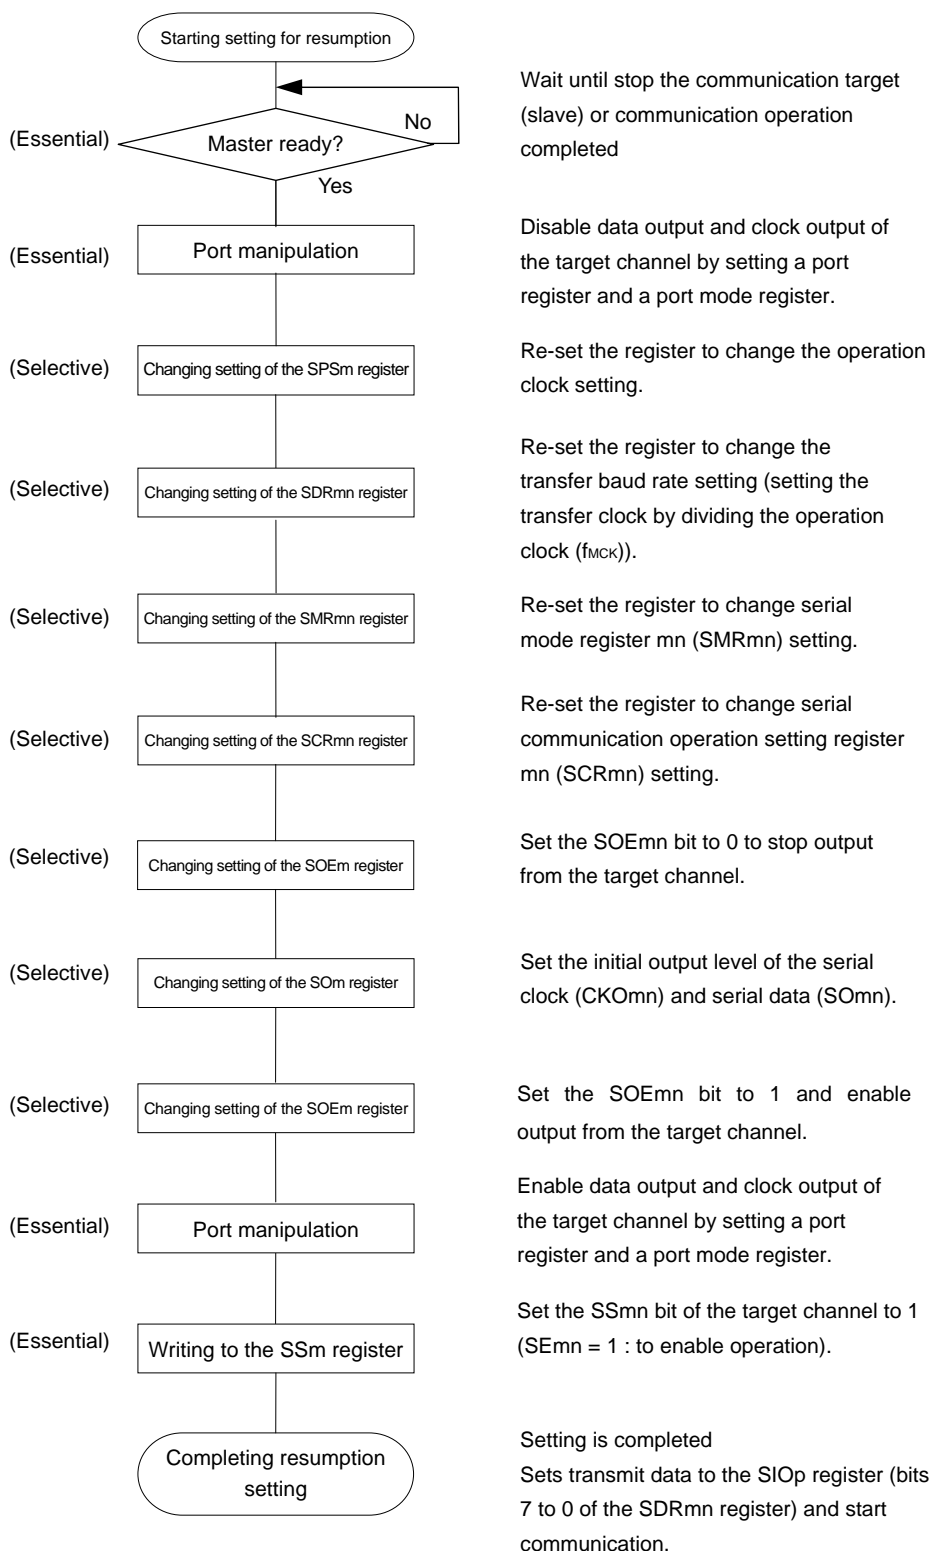 Starting setting for resumption
Wait until stop the communication target
(slave) or communication operation
completed
(Essential)
Master ready?
No
Yes
(Essential)
Port manipulation
Disable data output and clock output of
the target channel by setting a port
register and a port mode register.
(Selective)
Changing setting of the SPSm register
Re-set the register to change the operation
clock setting.
(Selective)
Changing setting of the SDRmn register
Re-set the register to change the
transfer baud rate setting (setting the
transfer clock by dividing the operation
clock (fMCK)).
(Selective)
Changing setting of the SMRmn register
Re-set the register to change serial
mode register mn (SMRmn) setting.
(Selective)
Changing setting of the SCRmn register
Re-set the register to change serial
communication operation setting register
mn (SCRmn) setting.
(Selective)
Changing setting of the SOEm register
Set the SOEmn bit to 0 to stop output
from the target channel.
(Selective)
Changing setting of the SOm register
Set the initial output level of the serial
clock (CKOmn) and serial data (SOmn).
(Selective)
Changing setting of the SOEm register
Set the SOEmn bit to 1 and enable
output from the target channel.
(Essential)
Port manipulation
Enable data output and clock output of
the target channel by setting a port
register and a port mode register.
(Essential)
Writing to the SSm register
Set the SSmn bit of the target channel to 1
(SEmn = 1 : to enable operation).
Completing resumption
setting
Setting is completed
Sets transmit data to the SIOp register (bits
7 to 0 of the SDRmn register) and start
communication.